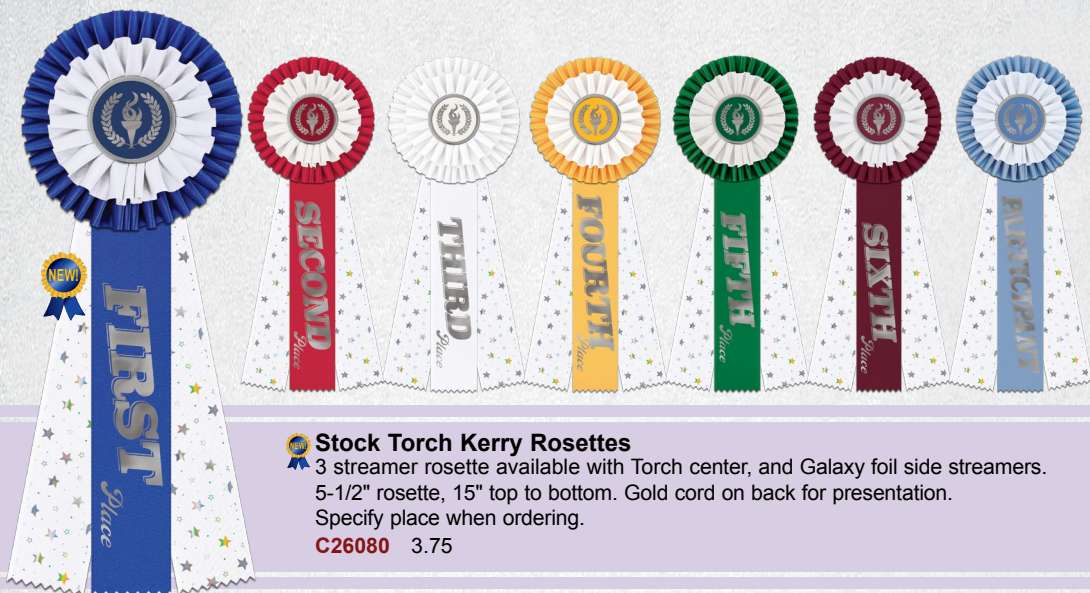 NEW!
FIRST
Place
SECOND
Place
THIRD
Place
FOURTH
Place
FIFTH
Place
SIXTH
Place
PARTICIPANT
NEW!
Stock Torch Kerry Rosettes
3 streamer rosette available with Torch center, and Galaxy foil side streamers.
5-1/2" rosette, 15" top to bottom. Gold cord on back for presentation.
Specify place when ordering.
C26080 3.75